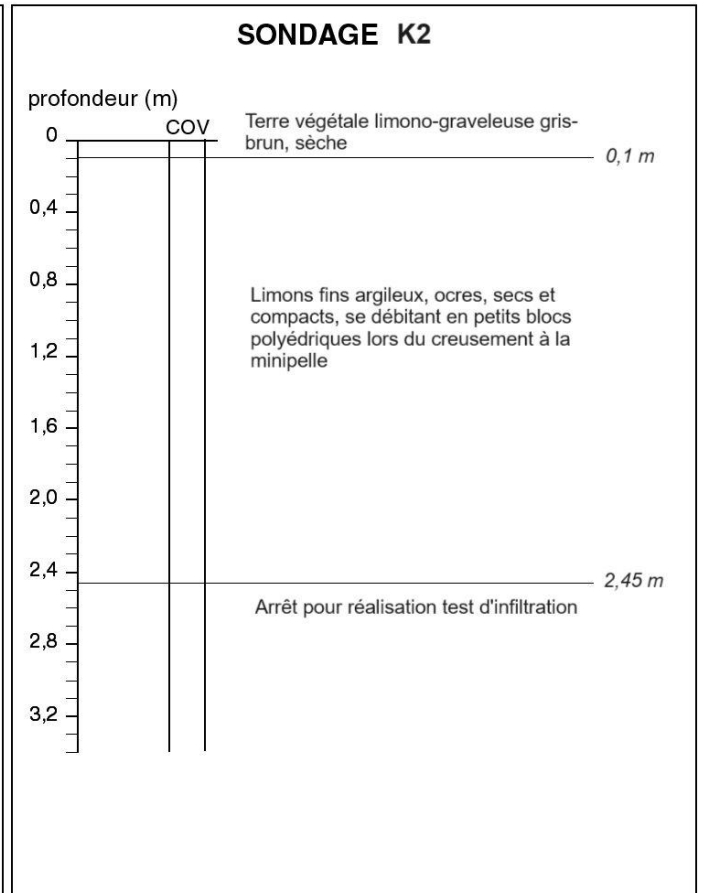 SONDAGE K2
profondeur (m)
COV
0
Terre végétale limono-graveleuse gris-
brun, sèche
0,1 m
0,4
0,8
Limons fins argileux, ocres, secs et
compacts, se débitant en petits blocs
polyédriques lors du creusement à la
minipelle
1,2
1,6
2,0
2,4
2,45 m
Arrêt pour réalisation test d'infiltration
2,8
3,2